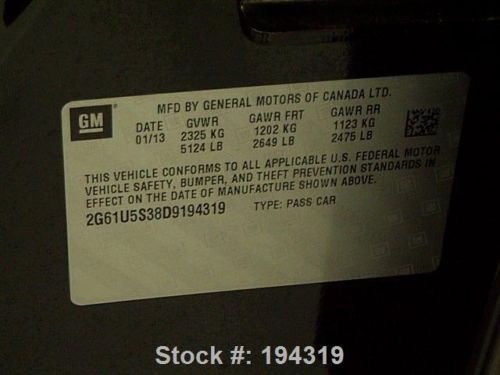 GM
MFD BY GENERAL MOTORS OF CANADA LTD.
DATE GVWR GAWR FRT GAWR RR
01/13 2325 KG 1202 KG 1123 KG
5124 LB 2649 LB 2475 LB
THIS VEHICLE CONFORMS TO ALL APPLICABLE U.S. FEDERAL MOTOR
VEHICLE SAFETY, BUMPER, AND THEFT PREVENTION STANDARDS IN
EFFECT ON THE DATE OF MANUFACTURE SHOWN ABOVE.
2G61U5S38D9194319 TYPE: PASS CAR
Stock #: 194319